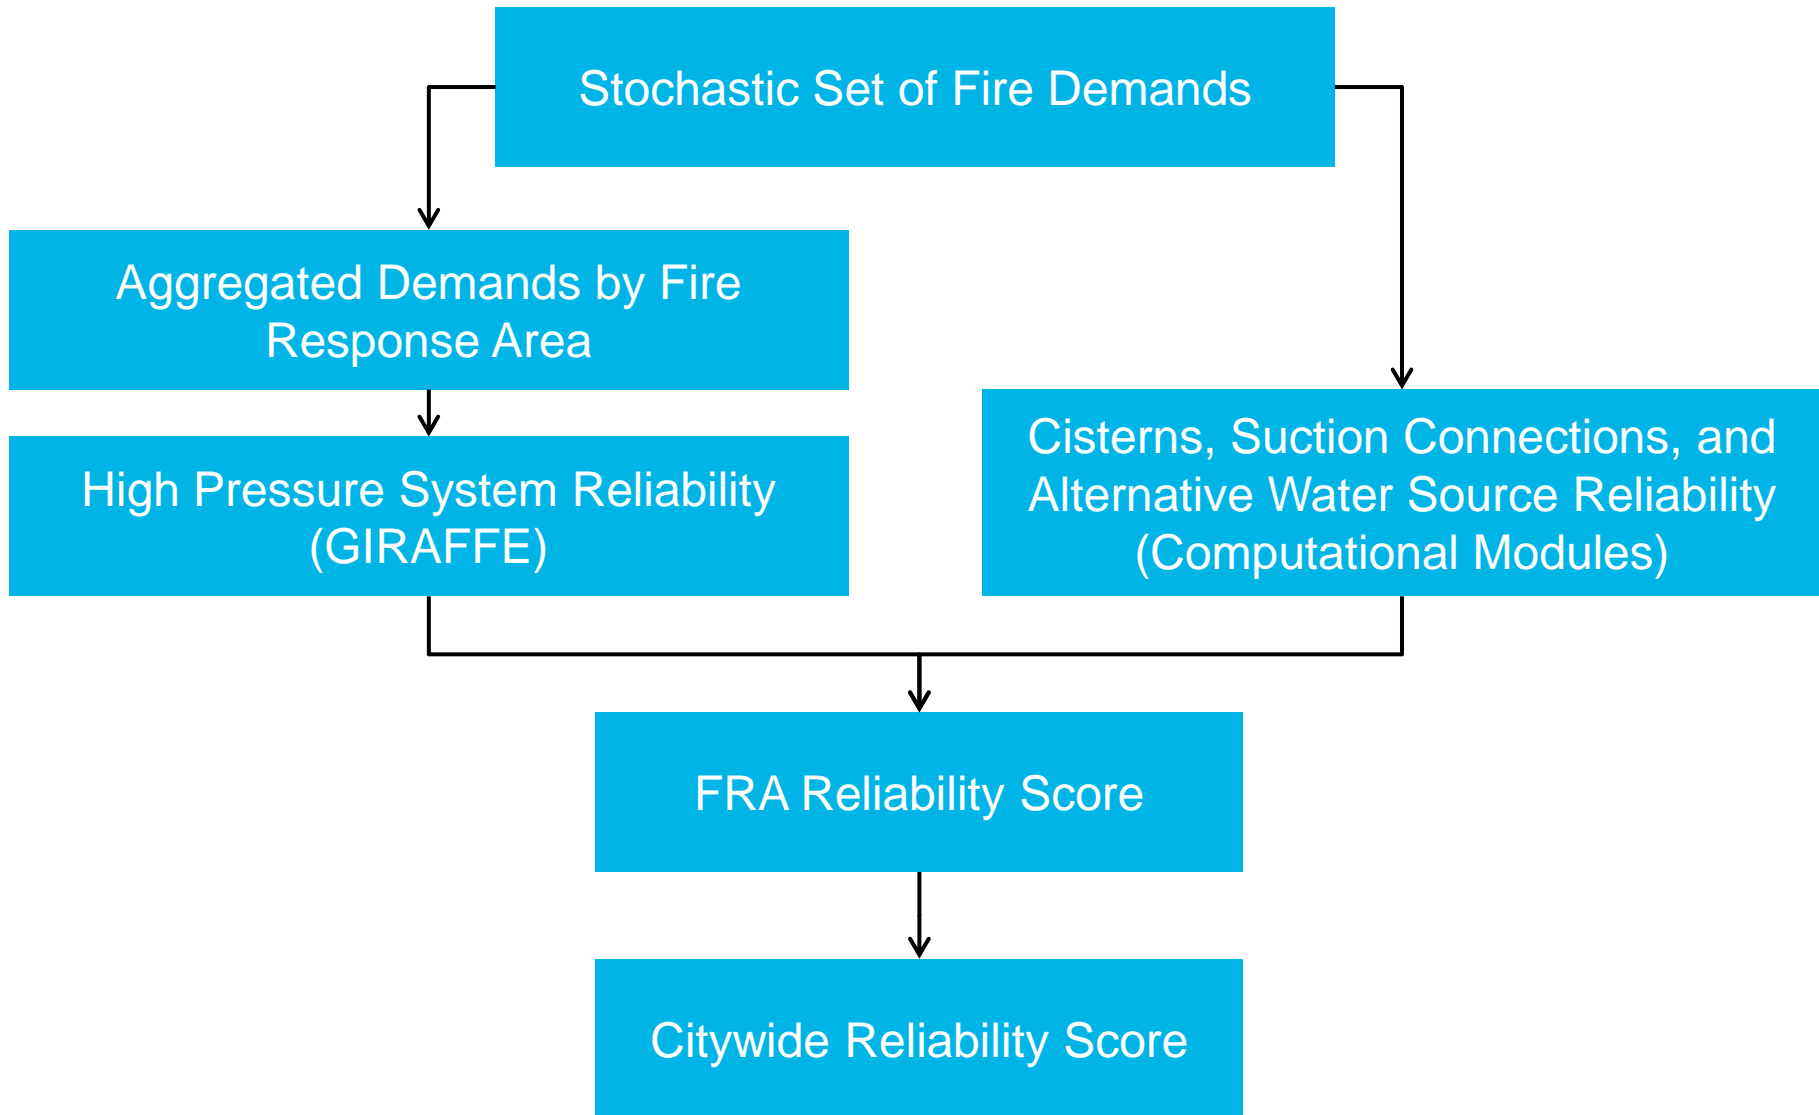 Stochastic Set of Fire Demands
Aggregated Demands by Fire
Response Area
High Pressure System Reliability
(GIRAFFE)
Cisterns, Suction Connections, and
Alternative Water Source Reliability
(Computational Modules)
FRA Reliability Score
Citywide Reliability Score